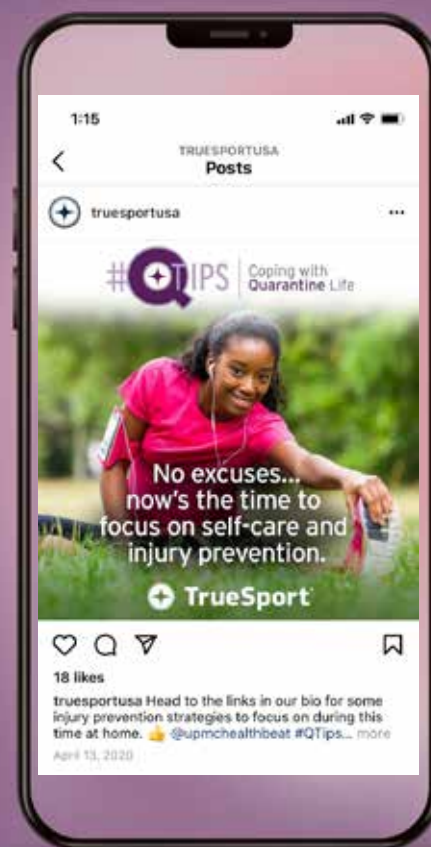 1:15
TRUESPORTUSA
Posts
truesportusa
#QTIPS
Coping with
Quarantine Life
No excuses...
now's the time to
focus on self-care and
injury prevention.
TrueSport
18 likes
truesportusa Head to the links in our bio for some
injury prevention strategies to focus on during this
time at home. 👍 @upmchealthbeat #QTips... more
April 13, 2020